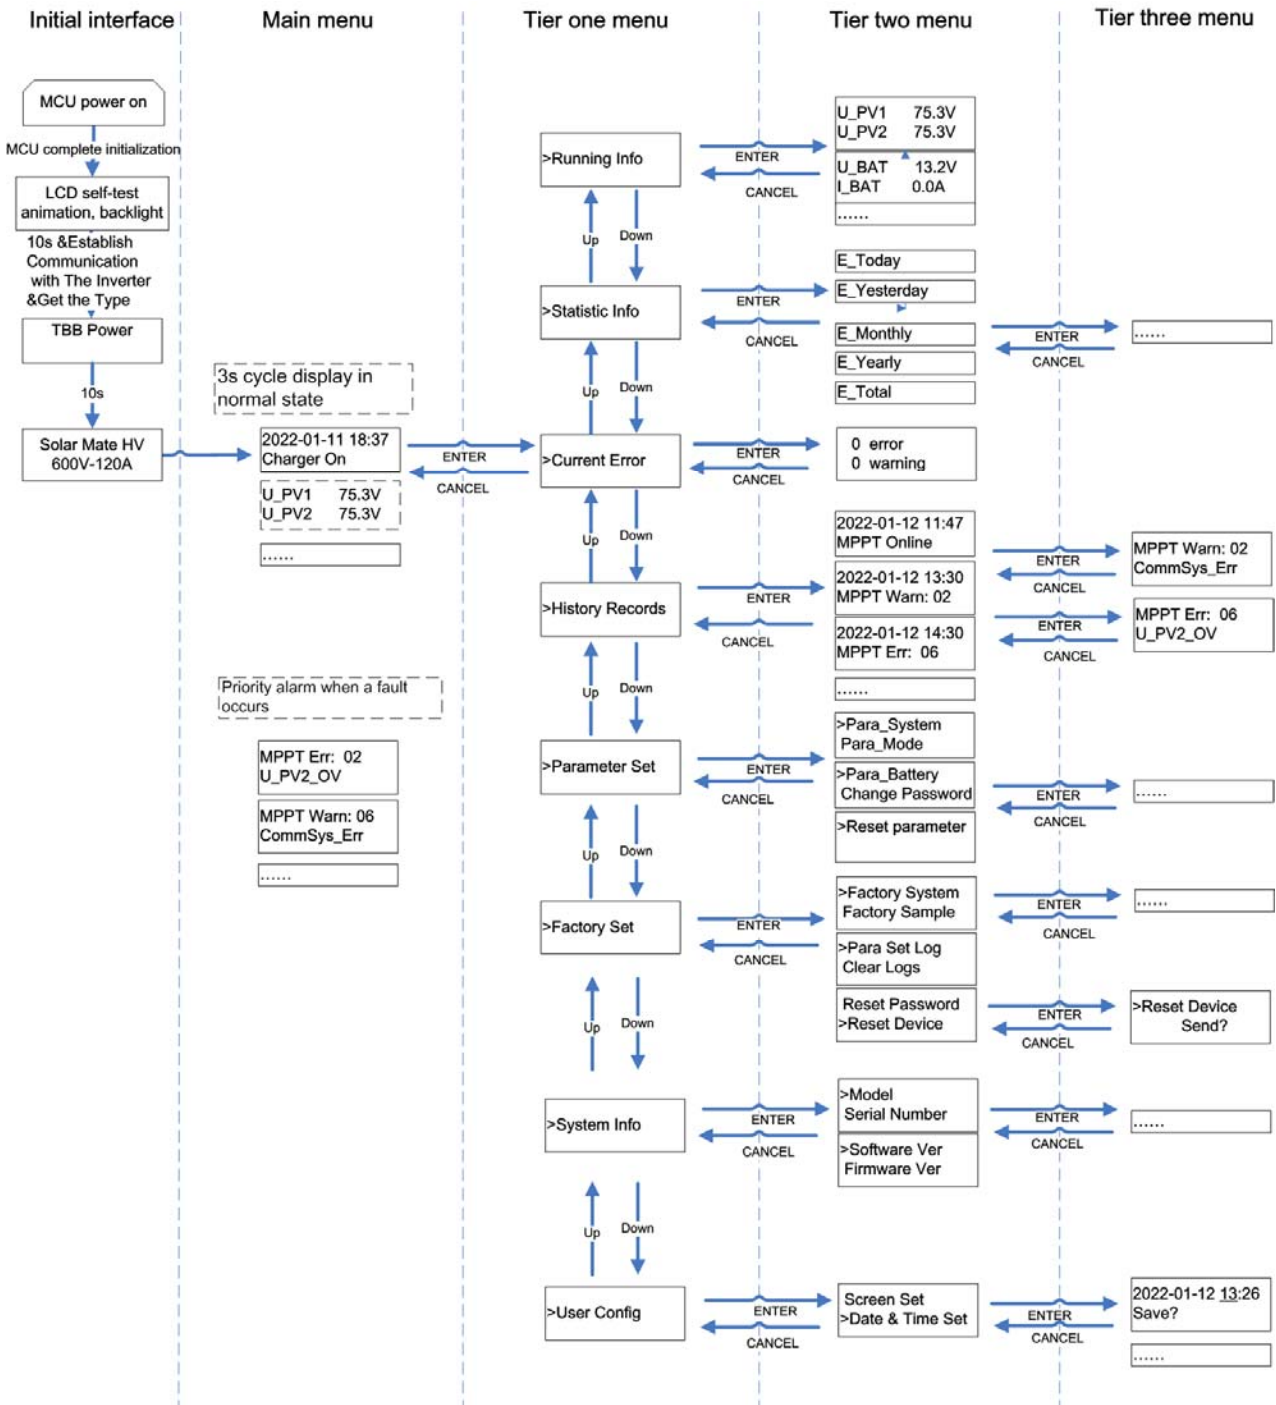 Initial interface
Main menu
Tier one menu
Tier two menu
Tier three menu
MCU power on
MCU complete initialization
LCD self-test
animation, backlight
10s &Establish
Communication
with The Inverter
&Get the Type
TBB Power
10s
Solar Mate HV
600V-120A
3s cycle display in
normal state
2022-01-11 18:37
Charger On
U_PV1 75.3V
U_PV2 75.3V
......
ENTER
CANCEL
Priority alarm when a fault
occurs
MPPT Err: 02
U_PV2_OV
MPPT Warn: 06
CommSys_Err
......
>Running Info
ENTER
CANCEL
U_PV1 75.3V
U_PV2 75.3V
U_BAT 13.2V
I_BAT 0.0A
......
Up
Down
>Statistic Info
ENTER
CANCEL
E_Today
E_Yesterday
E_Monthly
E_Yearly
E_Total
ENTER
CANCEL
......
Up
Down
>Current Error
ENTER
CANCEL
0 error
0 warning
Up
Down
>History Records
ENTER
CANCEL
2022-01-12 11:47
MPPT Online
2022-01-12 13:30
MPPT Warn: 02
2022-01-12 14:30
MPPT Err: 06
......
ENTER
CANCEL
MPPT Warn: 02
CommSys_Err
ENTER
CANCEL
MPPT Err: 06
U_PV2_OV
Up
Down
>Parameter Set
ENTER
CANCEL
>Para_System
Para_Mode
>Para_Battery
Change Password
>Reset parameter
ENTER
CANCEL
......
Up
Down
>Factory Set
ENTER
CANCEL
>Factory System
Factory Sample
>Para Set Log
Clear Logs
Reset Password
>Reset Device
ENTER
CANCEL
......
ENTER
CANCEL
>Reset Device
Send?
Up
Down
>System Info
ENTER
CANCEL
>Model
Serial Number
>Software Ver
Firmware Ver
ENTER
CANCEL
......
Up
Down
>User Config
ENTER
CANCEL
Screen Set
>Date & Time Set
ENTER
CANCEL
2022-01-12 13:26
Save?
......